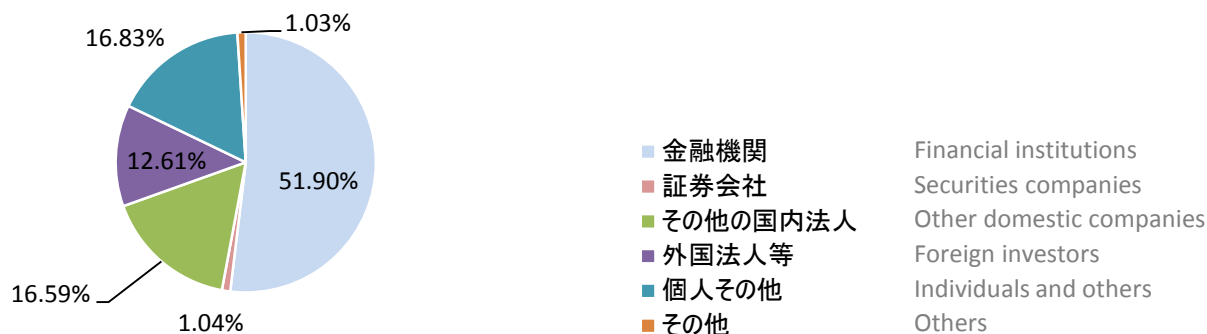 1.03%
16.83%
12.61%
51.90%
16.59%
1.04%
金融機関 Financial institutions
証券会社 Securities companies
その他の国内法人 Other domestic companies
外国法人等 Foreign investors
個人その他 Individuals and others
その他 Others